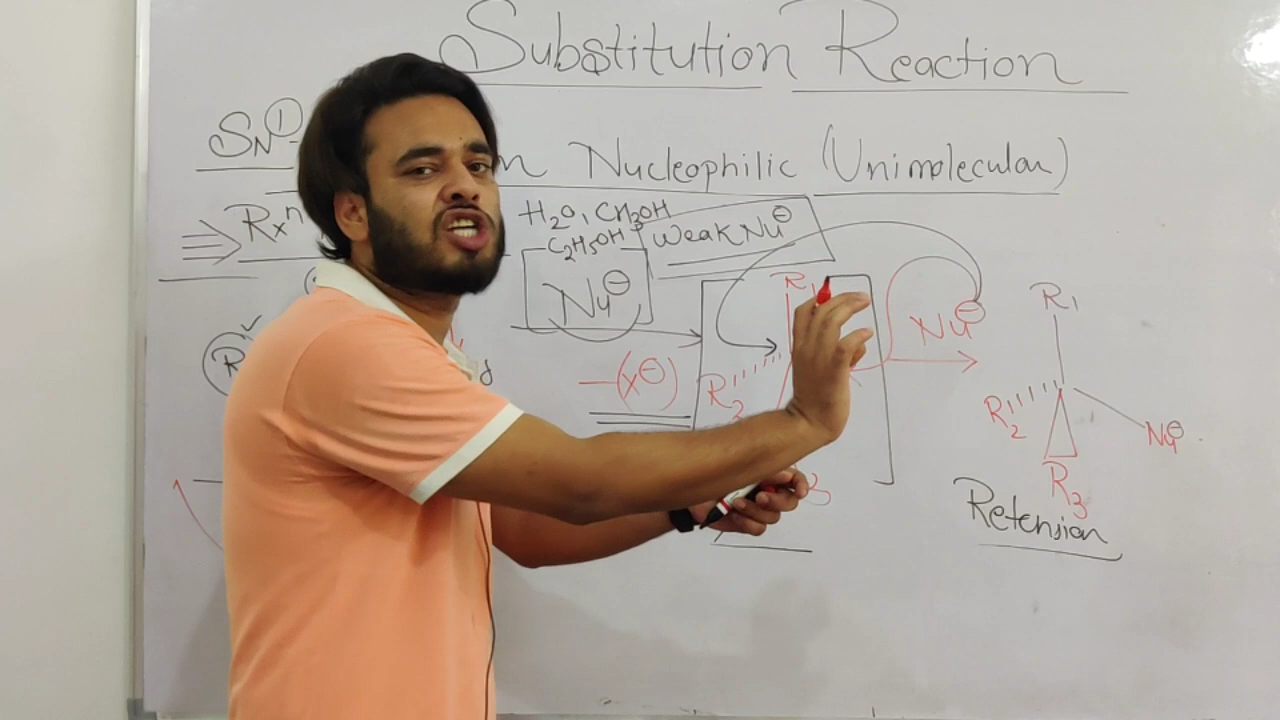 Substitution Reaction
SN①- n Nucleophilic (Unimolecular)
⇒ Rxⁿ
H₂O, CH₃OH
C₂H₅OH
Weak Nu⊖
Nu⊖
-(x⊖)
R₁
R₂
R
Nu⊖
R₁
R₂
Nu⊖
R₃
Retension